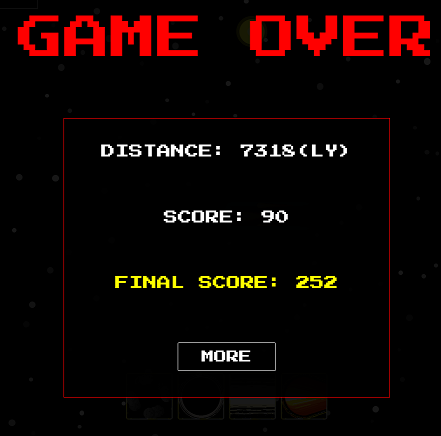 GAME OVER
DISTANCE: 7318(LY)
SCORE: 90
FINAL SCORE: 252
MORE